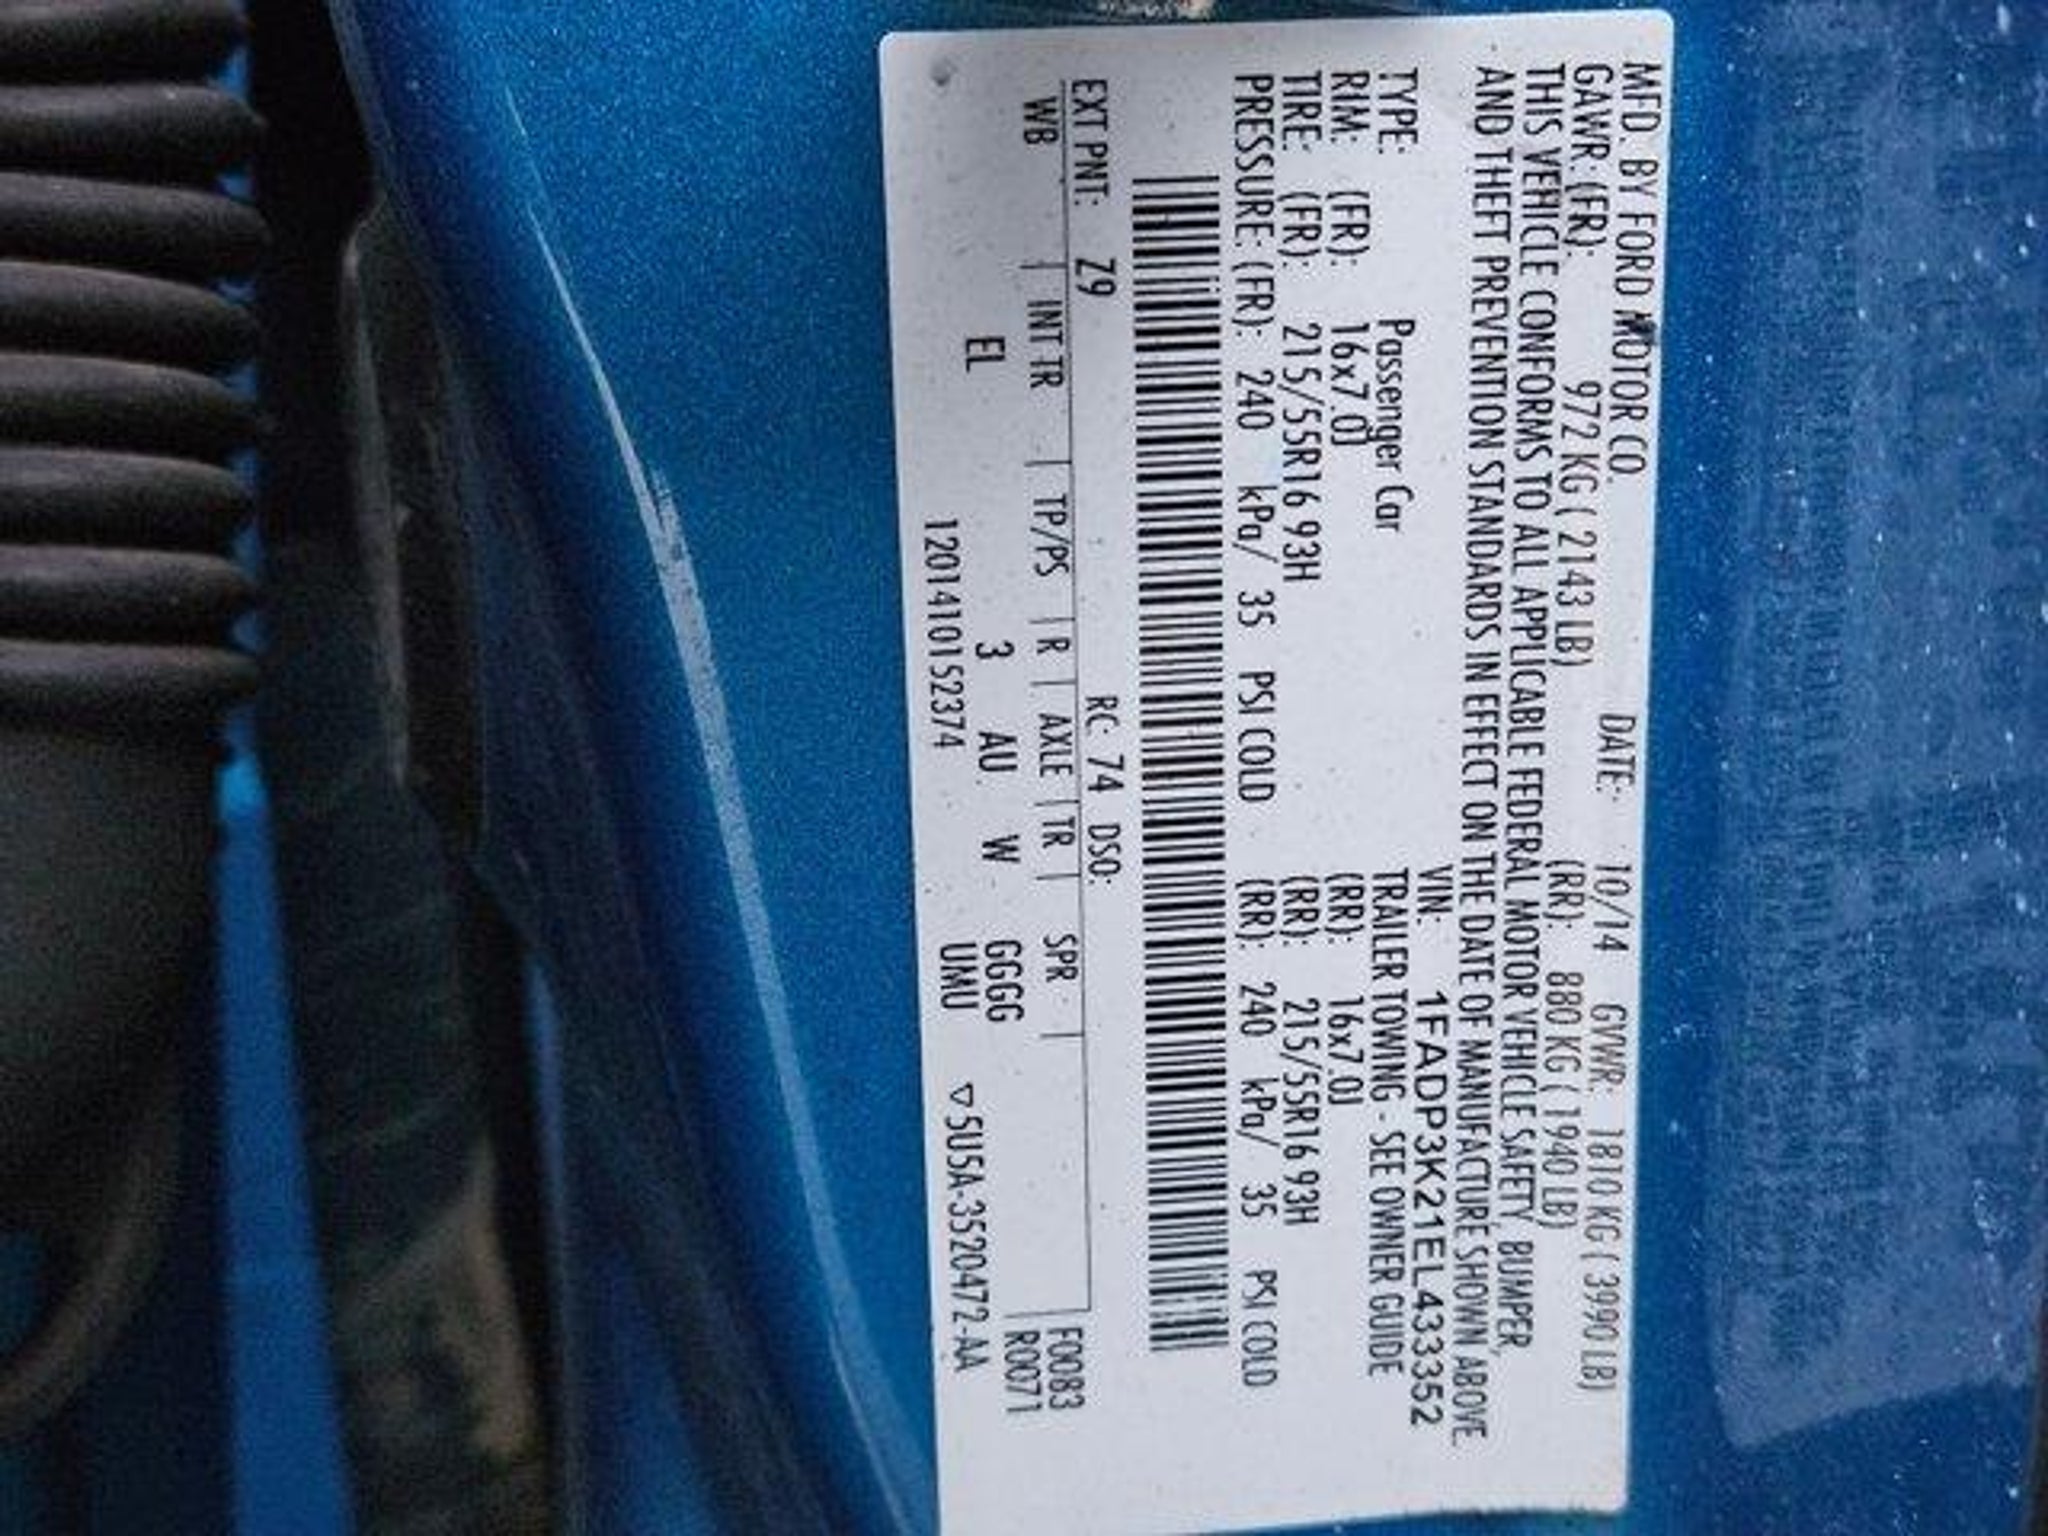 MFD. BY FORD MOTOR CO.
DATE: 10/14 GVWR: 1810 KG ( 3990 LB)
GAWR: (FR): 972 KG ( 2143 LB) (RR): 880 KG ( 1940 LB)
THIS VEHICLE CONFORMS TO ALL APPLICABLE FEDERAL MOTOR VEHICLE SAFETY, BUMPER,
AND THEFT PREVENTION STANDARDS IN EFFECT ON THE DATE OF MANUFACTURE SHOWN ABOVE.
VIN: 1FADP3K21EL433352
TYPE: Passenger Car TRAILER TOWING - SEE OWNER GUIDE
RIM: (FR): 16x7.0J (RR): 16x7.0J
TIRE: (FR): 215/55R16 93H (RR): 215/55R16 93H
PRESSURE: (FR): 240 kPa/ 35 PSI COLD (RR): 240 kPa/ 35 PSI COLD
EXT PNT: Z9 RC: 74 DSO:
WB | INT TR | TP/PS | R | AXLE | TR | SPR | F0083
EL 3 AU W GGGG R0071
1201410152374 UMU ▽5U5A-3520472-AA